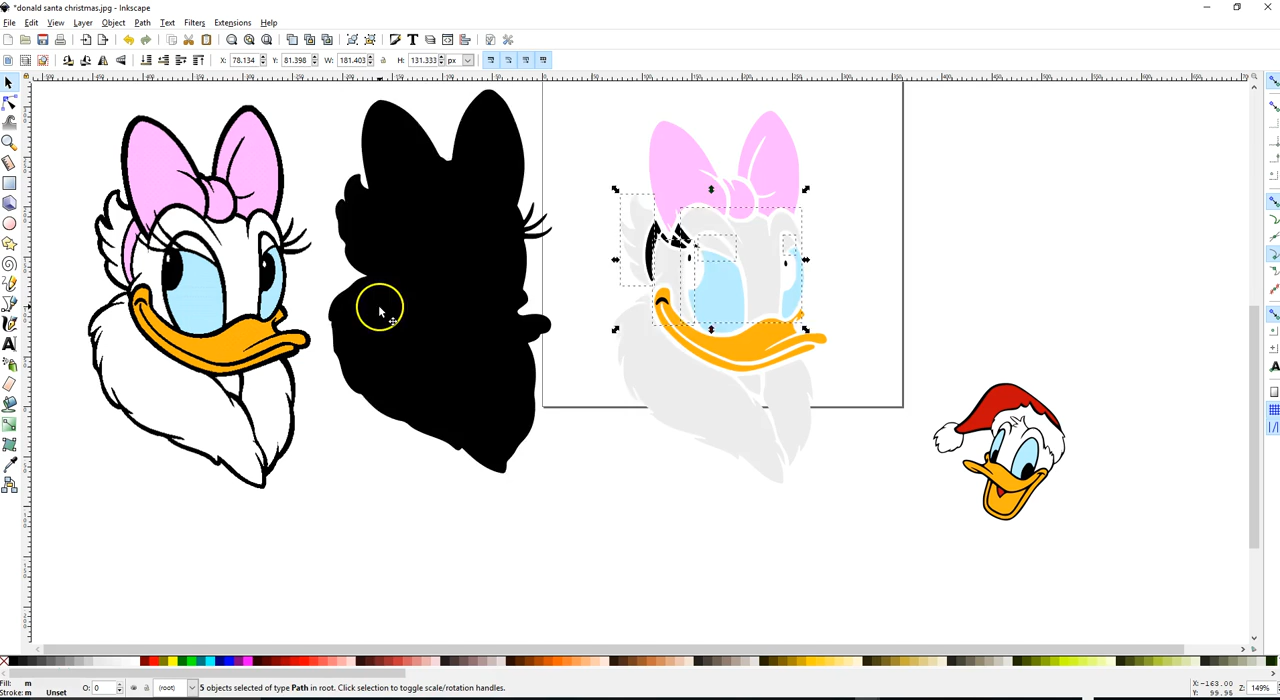 *donald santa christmas.jpg - Inkscape
File Edit View Layer Object Path Text Filters Extensions Help
X: 78.134 Y: 81.398 W: 181.403 H: 131.333 px
Fill: m
Stroke: m Unset O: 0 (root) 5 objects selected of type Path in root. Click selection to toggle scale/rotation handles. X:-163.00 Y: 99.95 Z: 149%